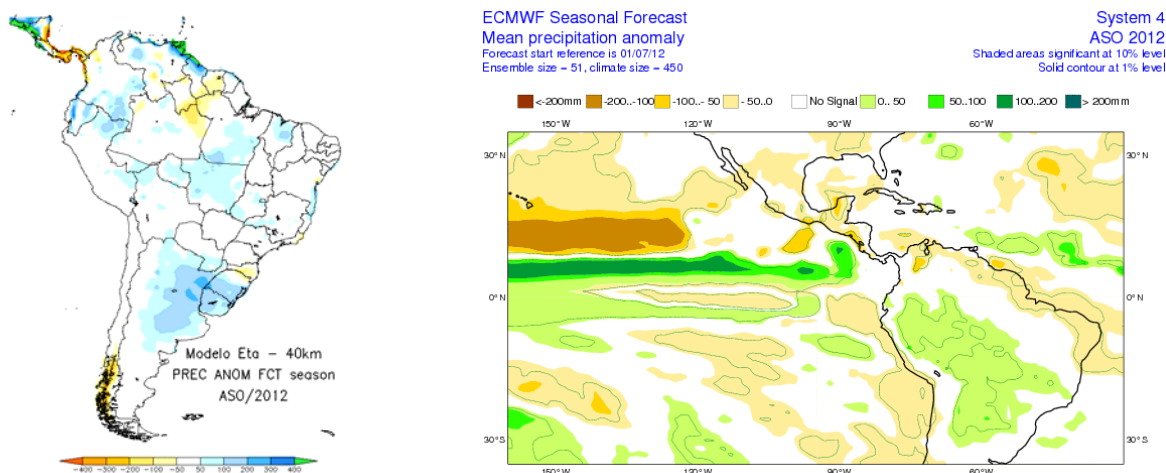 Modelo Eta - 40km
PREC ANOM FCT season
ASO/2012
-400 -300 -200 -100 -50 50 100 200 300 400
ECMWF Seasonal Forecast
System 4
Mean precipitation anomaly
ASO 2012
Forecast start reference is 01/07/12
Shaded areas significant at 10% level
Ensemble size = 51, climate size = 450
Solid contour at 1% level
<-200mm -200..-100 -100..- 50 - 50..0 No Signal 0.. 50 50..100 100..200 > 200mm
150°W 120°W 90°W 60°W
30°N 30°N
0°N 0°N
30°S 30°S
150°W 120°W 90°W 60°W